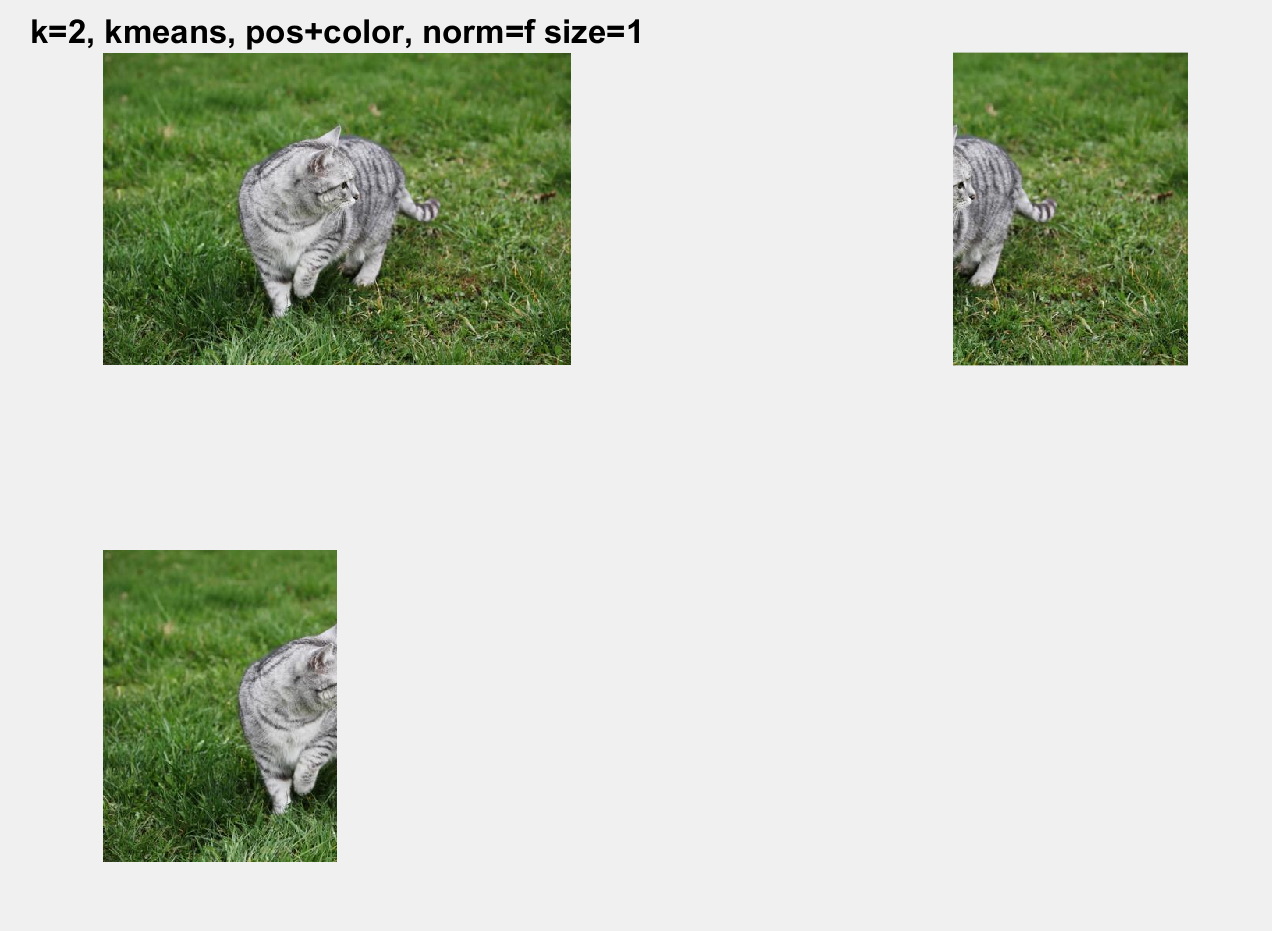 k=2, kmeans, pos+color, norm=f size=1